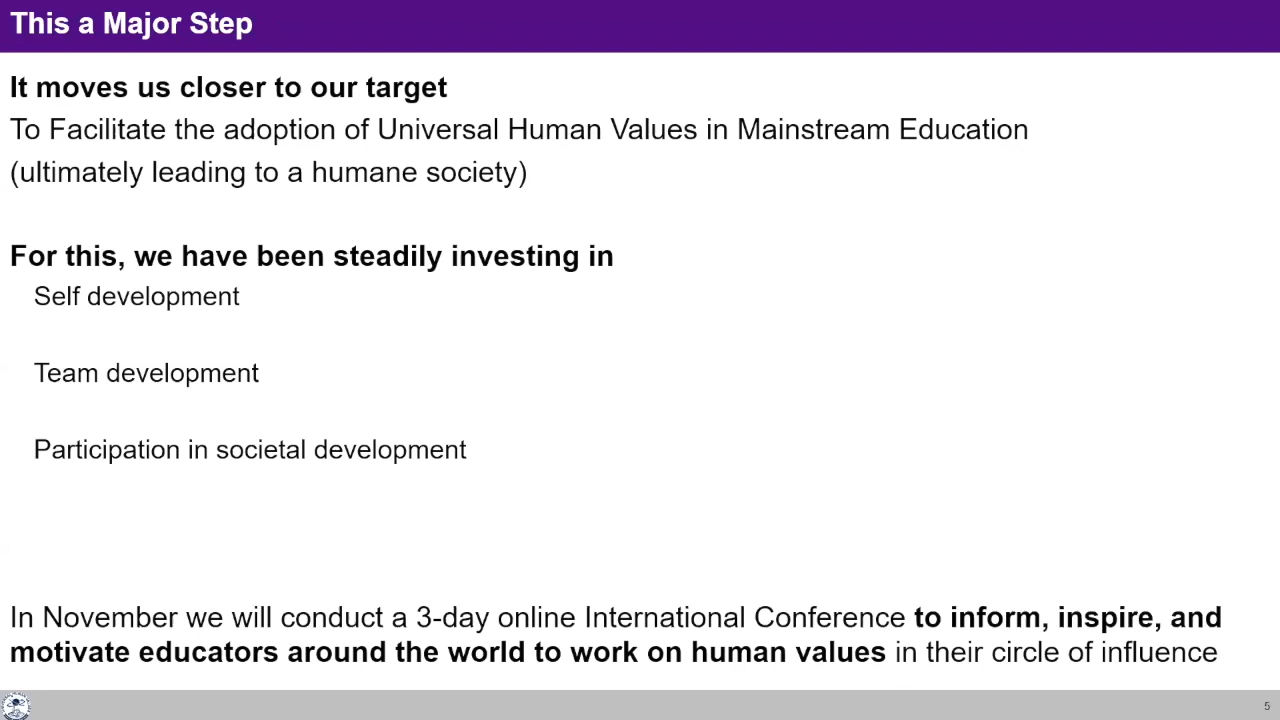 This a Major Step
It moves us closer to our target
To Facilitate the adoption of Universal Human Values in Mainstream Education
(ultimately leading to a humane society)
For this, we have been steadily investing in
Self development
Team development
Participation in societal development
In November we will conduct a 3-day online International Conference to inform, inspire, and
motivate educators around the world to work on human values in their circle of influence
5